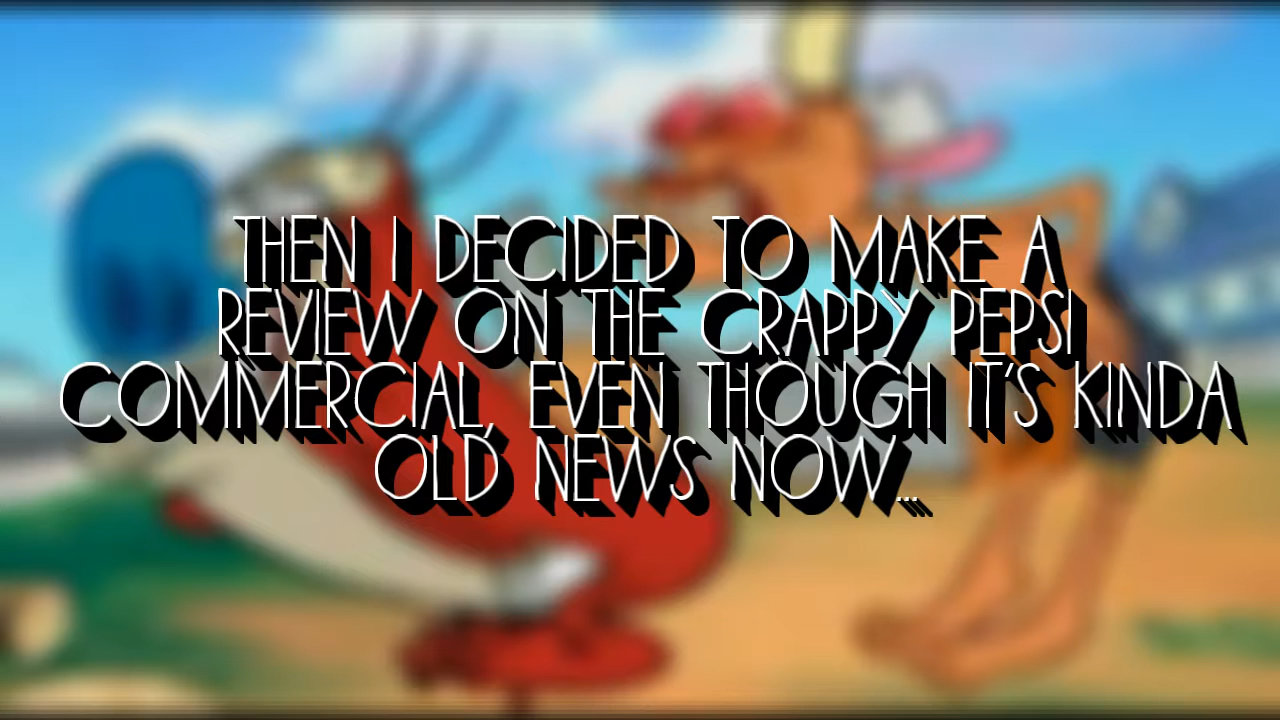 THEN I DECIDED TO MAKE A
REVIEW ON THE CRAPPY PEPSI
COMMERCIAL, EVEN THOUGH IT'S KINDA
OLD NEWS NOW...